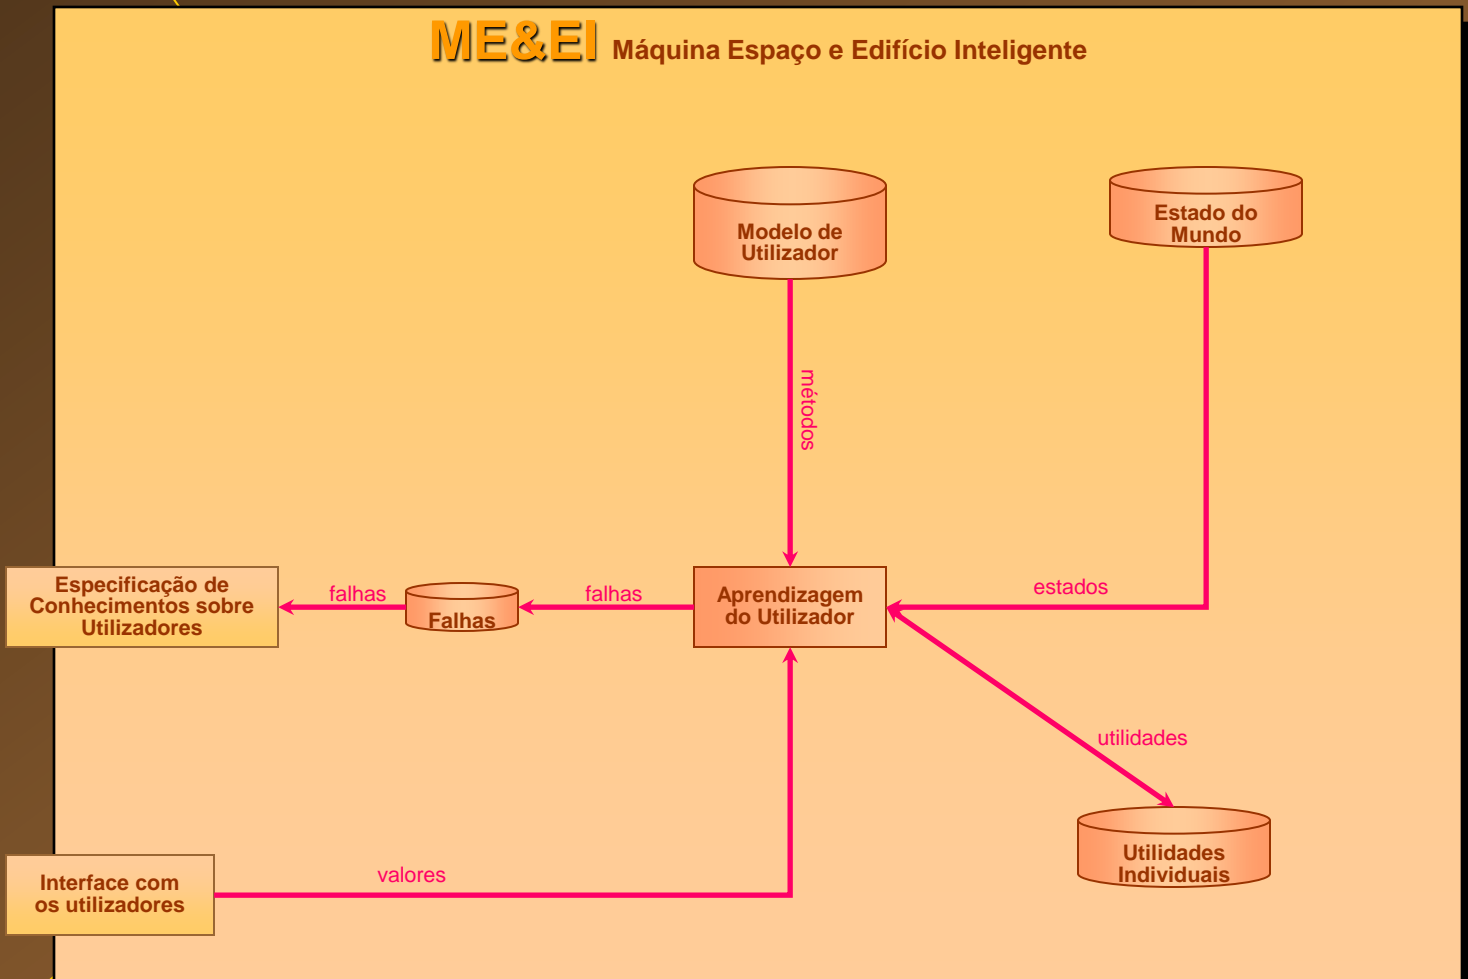 ME&EI Máquina Espaço e Edifício Inteligente
Modelo de
Utilizador
Estado do
Mundo
métodos
Especificação de
Conhecimentos sobre
Utilizadores
falhas
Falhas
falhas
Aprendizagem
do Utilizador
estados
utilidades
Utilidades
Individuais
Interface com
os utilizadores
valores